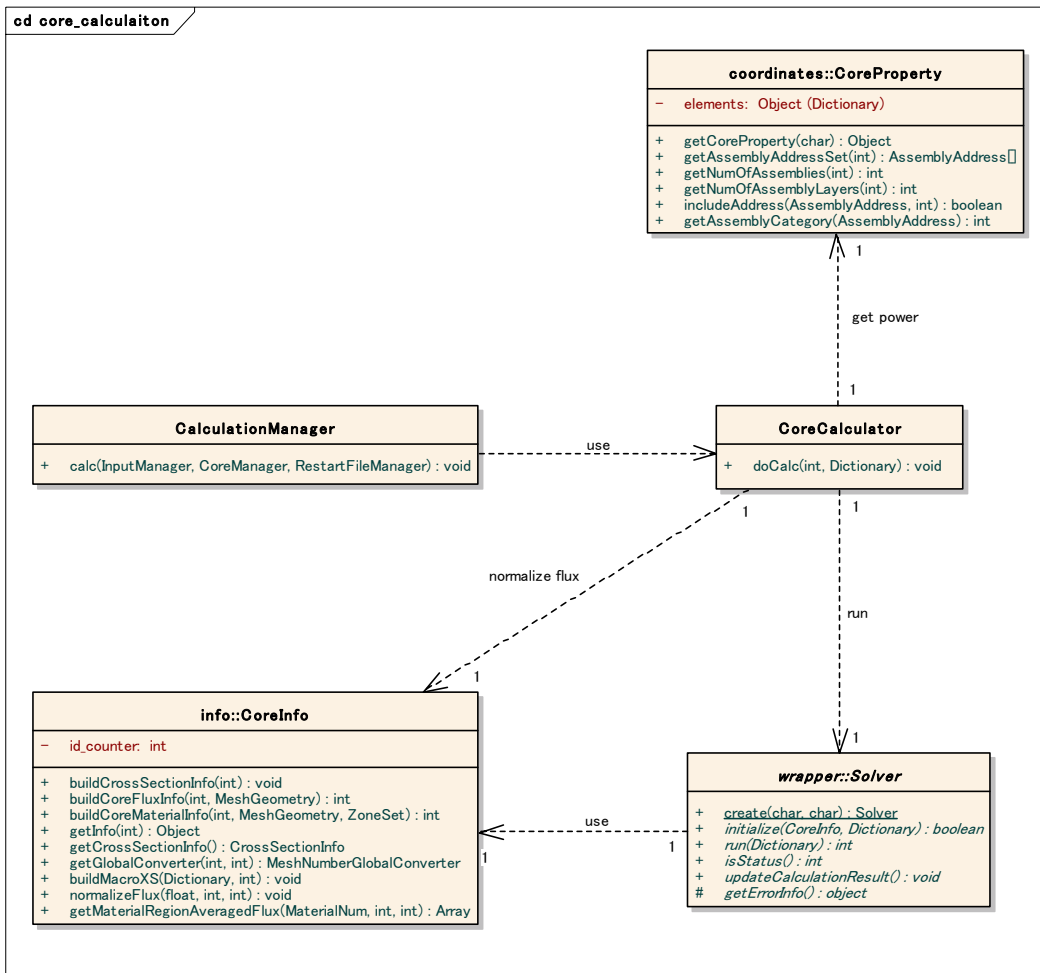 cd core_calculaiton
coordinates::CoreProperty
- elements: Object (Dictionary)
+ getCoreProperty(char) : Object
+ getAssemblyAddressSet(int) : AssemblyAddress[]
+ getNumOfAssemblies(int) : int
+ getNumOfAssemblyLayers(int) : int
+ includeAddress(AssemblyAddress, int) : boolean
+ getAssemblyCategory(AssemblyAddress) : int
1
get power
1
CalculationManager
+ calc(InputManager, CoreManager, RestartFileManager) : void
use
CoreCalculator
+ doCalc(int, Dictionary) : void
1
1
normalize flux
run
1
1
info::CoreInfo
- id_counter: int
+ buildCrossSectionInfo(int) : void
+ buildCoreFluxInfo(int, MeshGeometry) : int
+ buildCoreMaterialInfo(int, MeshGeometry, ZoneSet) : int
+ getInfo(int) : Object
+ getCrossSectionInfo() : CrossSectionInfo
+ getGlobalConverter(int, int) : MeshNumberGlobalConverter
+ buildMacroXS(Dictionary, int) : void
+ normalizeFlux(float, int, int) : void
+ getMaterialRegionAveragedFlux(MaterialNum, int, int) : Array
use
1
1
wrapper::Solver
+ create(char, char) : Solver
+ initialize(CoreInfo, Dictionary) : boolean
+ run(Dictionary) : int
+ isStatus() : int
+ updateCalculationResult() : void
# getErrorInfo() : object